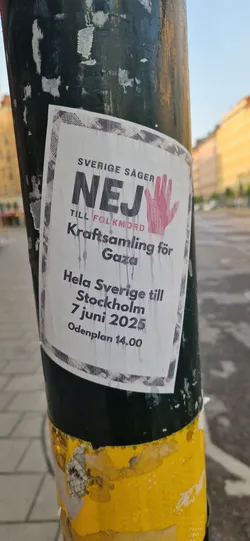 SVERIGE SÄGER
NEJ
TILL FOLKMORD
Kraftsamling för
Gaza
Hela Sverige till
Stockholm
7 juni 2025
Odenplan 14.00